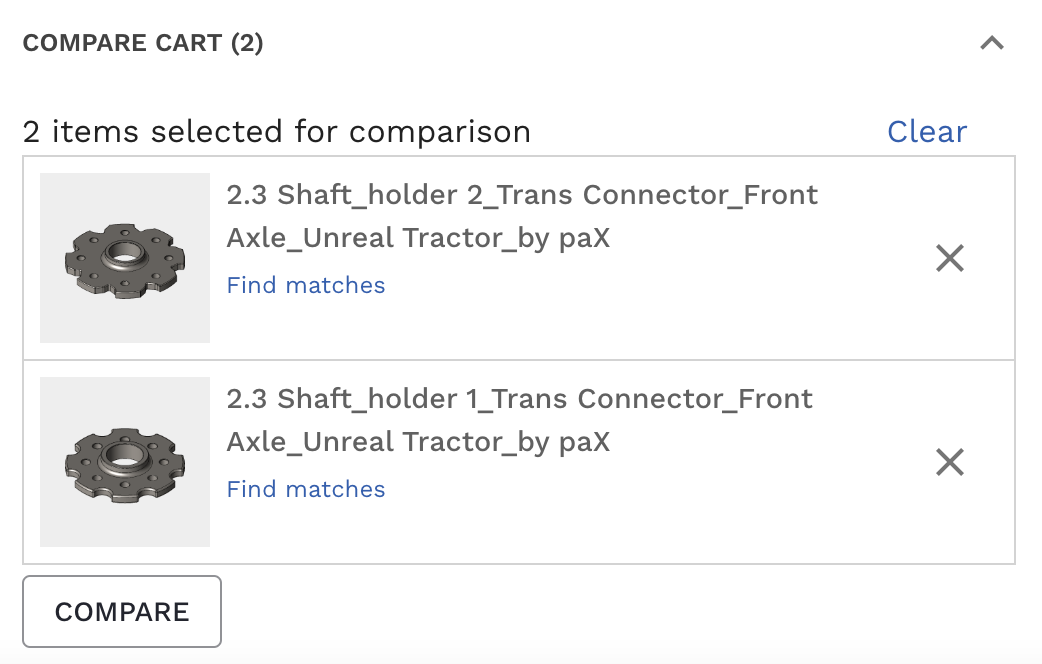 COMPARE CART (2)
2 items selected for comparison
Clear
2.3 Shaft_holder 2_Trans Connector_Front
Axle_Unreal Tractor_by paX
Find matches
2.3 Shaft_holder 1_Trans Connector_Front
Axle_Unreal Tractor_by paX
Find matches
COMPARE